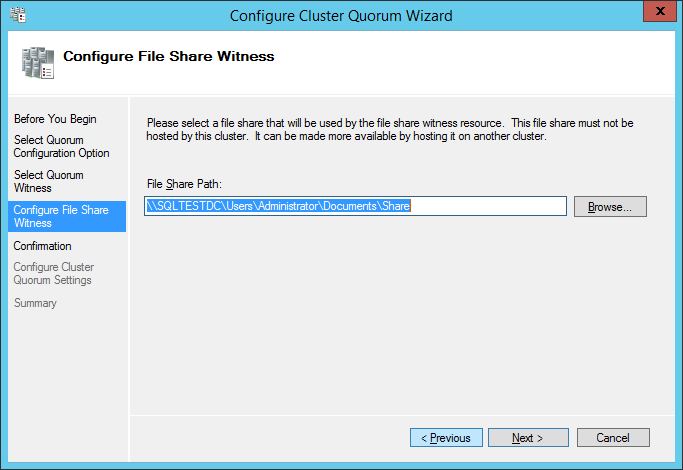 Configure Cluster Quorum Wizard
x
Configure File Share Witness
Before You Begin
Select Quorum
Configuration Option
Select Quorum
Witness
Configure File Share
Witness
Confirmation
Configure Cluster
Quorum Settings
Summary
Please select a file share that will be used by the file share witness resource.  This file share must not be
hosted by this cluster.  It can be made more available by hosting it on another cluster.
File Share Path:
\\SQLTESTDC\Users\Administrator\Documents\Share
Browse...
< Previous
Next >
Cancel